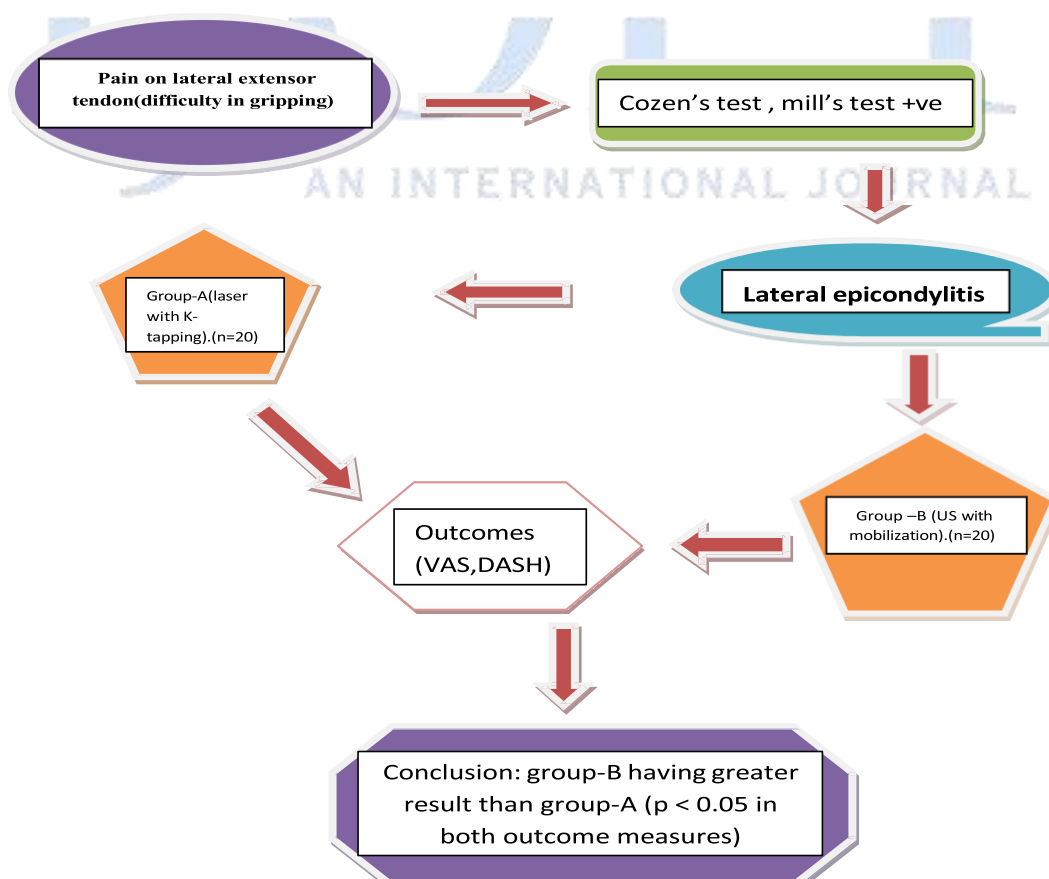 Pain on lateral extensor
tendon(difficulty in gripping)
Cozen’s test , mill’s test +ve
AN INTERNATIONAL JOURNAL
Lateral epicondylitis
Group-A(laser
with K-
tapping).(n=20)
Group –B (US with
mobilization).(n=20)
Outcomes
(VAS,DASH)
Conclusion: group-B having greater
result than group-A (p < 0.05 in
both outcome measures)